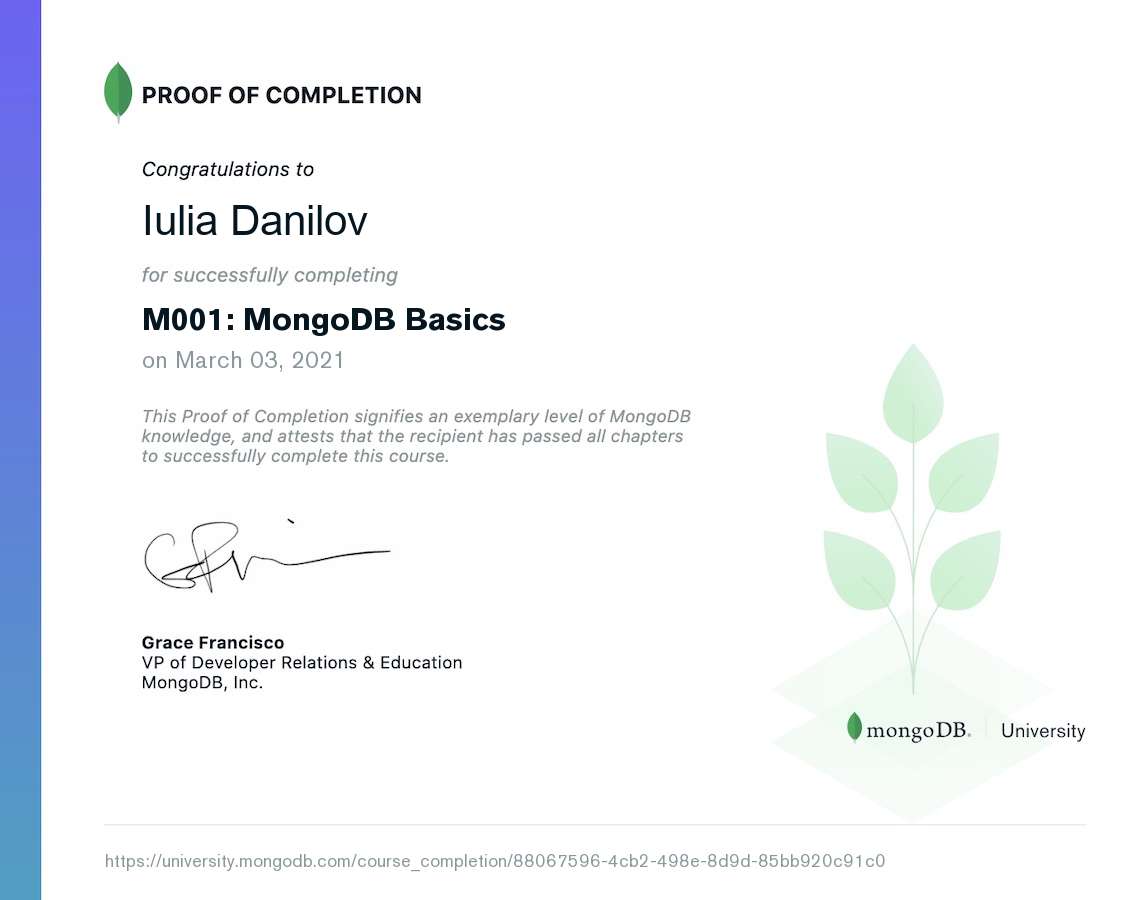 PROOF OF COMPLETION
Congratulations to
Iulia Danilov
for successfully completing
M001: MongoDB Basics
on March 03, 2021
This Proof of Completion signifies an exemplary level of MongoDB
knowledge, and attests that the recipient has passed all chapters
to successfully complete this course.
Grace Francisco
VP of Developer Relations & Education
MongoDB, Inc.
mongoDB. University
https://university.mongodb.com/course_completion/88067596-4cb2-498e-8d9d-85bb920c91c0